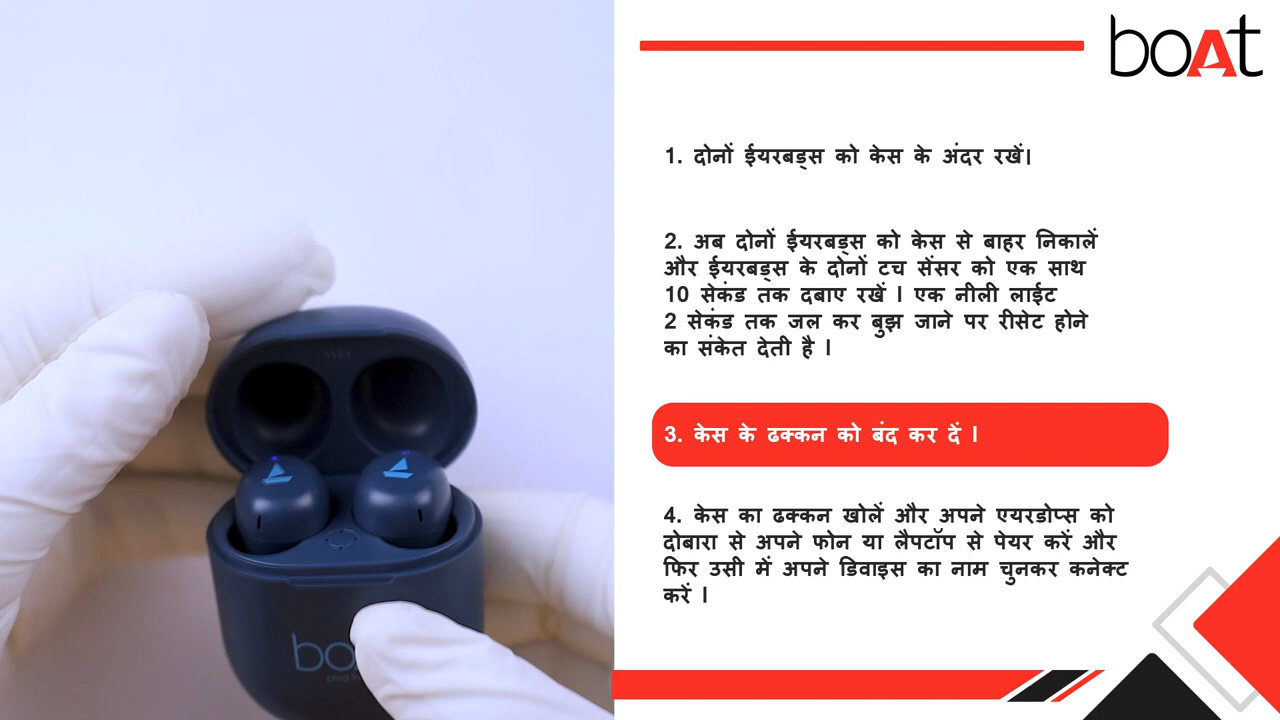 boAt
1. दोनों ईयरबड्स को केस के अंदर रखें।
2. अब दोनों ईयरबड्स को केस से बाहर निकालें
और ईयरबड्स के दोनों टच सेंसर को एक साथ
10 सेकंड तक दबाए रखें l एक नीली लाईट
2 सेकंड तक जल कर बुझ जाने पर रीसेट होने
का संकेत देती है l
3. केस के ढक्कन को बंद कर दें l
4. केस का ढक्कन खोलें और अपने एयरडोप्स को
दोबारा से अपने फोन या लैपटॉप से पेयर करें और
फिर उसी में अपने डिवाइस का नाम चुनकर कनेक्ट
करें l
bo
plug